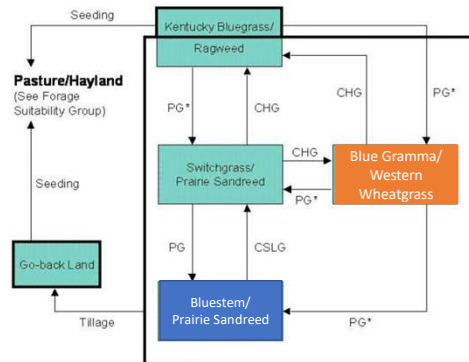 Seeding
Kentucky Bluegrass/
Ragweed
Pasture/Hayland
(See Forage
Suitability Group)
PG*
CHG
CHG
PG*
Switchgrass/
Prairie Sandreed
CHG
PG*
Blue Gramma/
Western
Wheatgrass
Seeding
PG
CSLG
Go-back Land
Bluestem/
Prairie Sandreed
Tillage
PG*